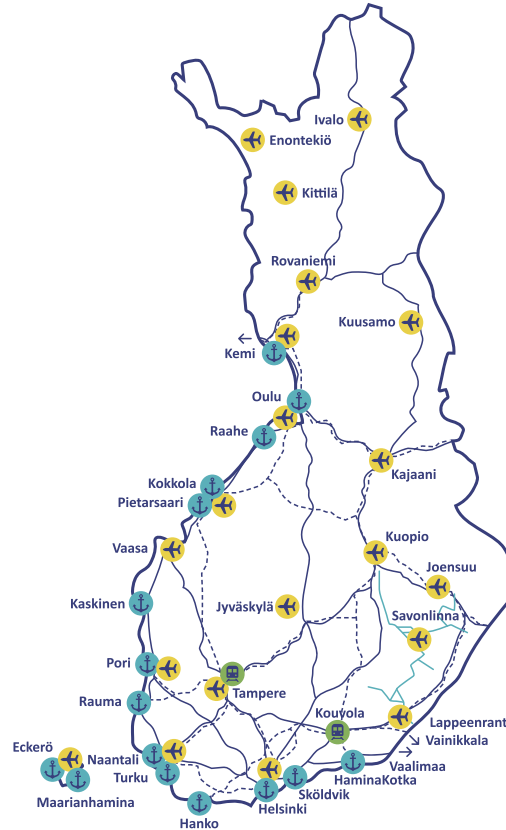 Ivalo
Enontekiö
Kittilä
Rovaniemi
Kuusamo
Kemi
Oulu
Raahe
Kajaani
Kokkola
Pietarsaari
Kuopio
Vaasa
Joensuu
Kaskinen
Jyväskylä
Savonlinna
Pori
Tampere
Rauma
Kouvola
Lappeenrant
Vainikkala
Eckerö
Naantali
Vaalimaa
Turku
HaminaKotka
Maarianhamina
Sköldvik
Helsinki
Hanko